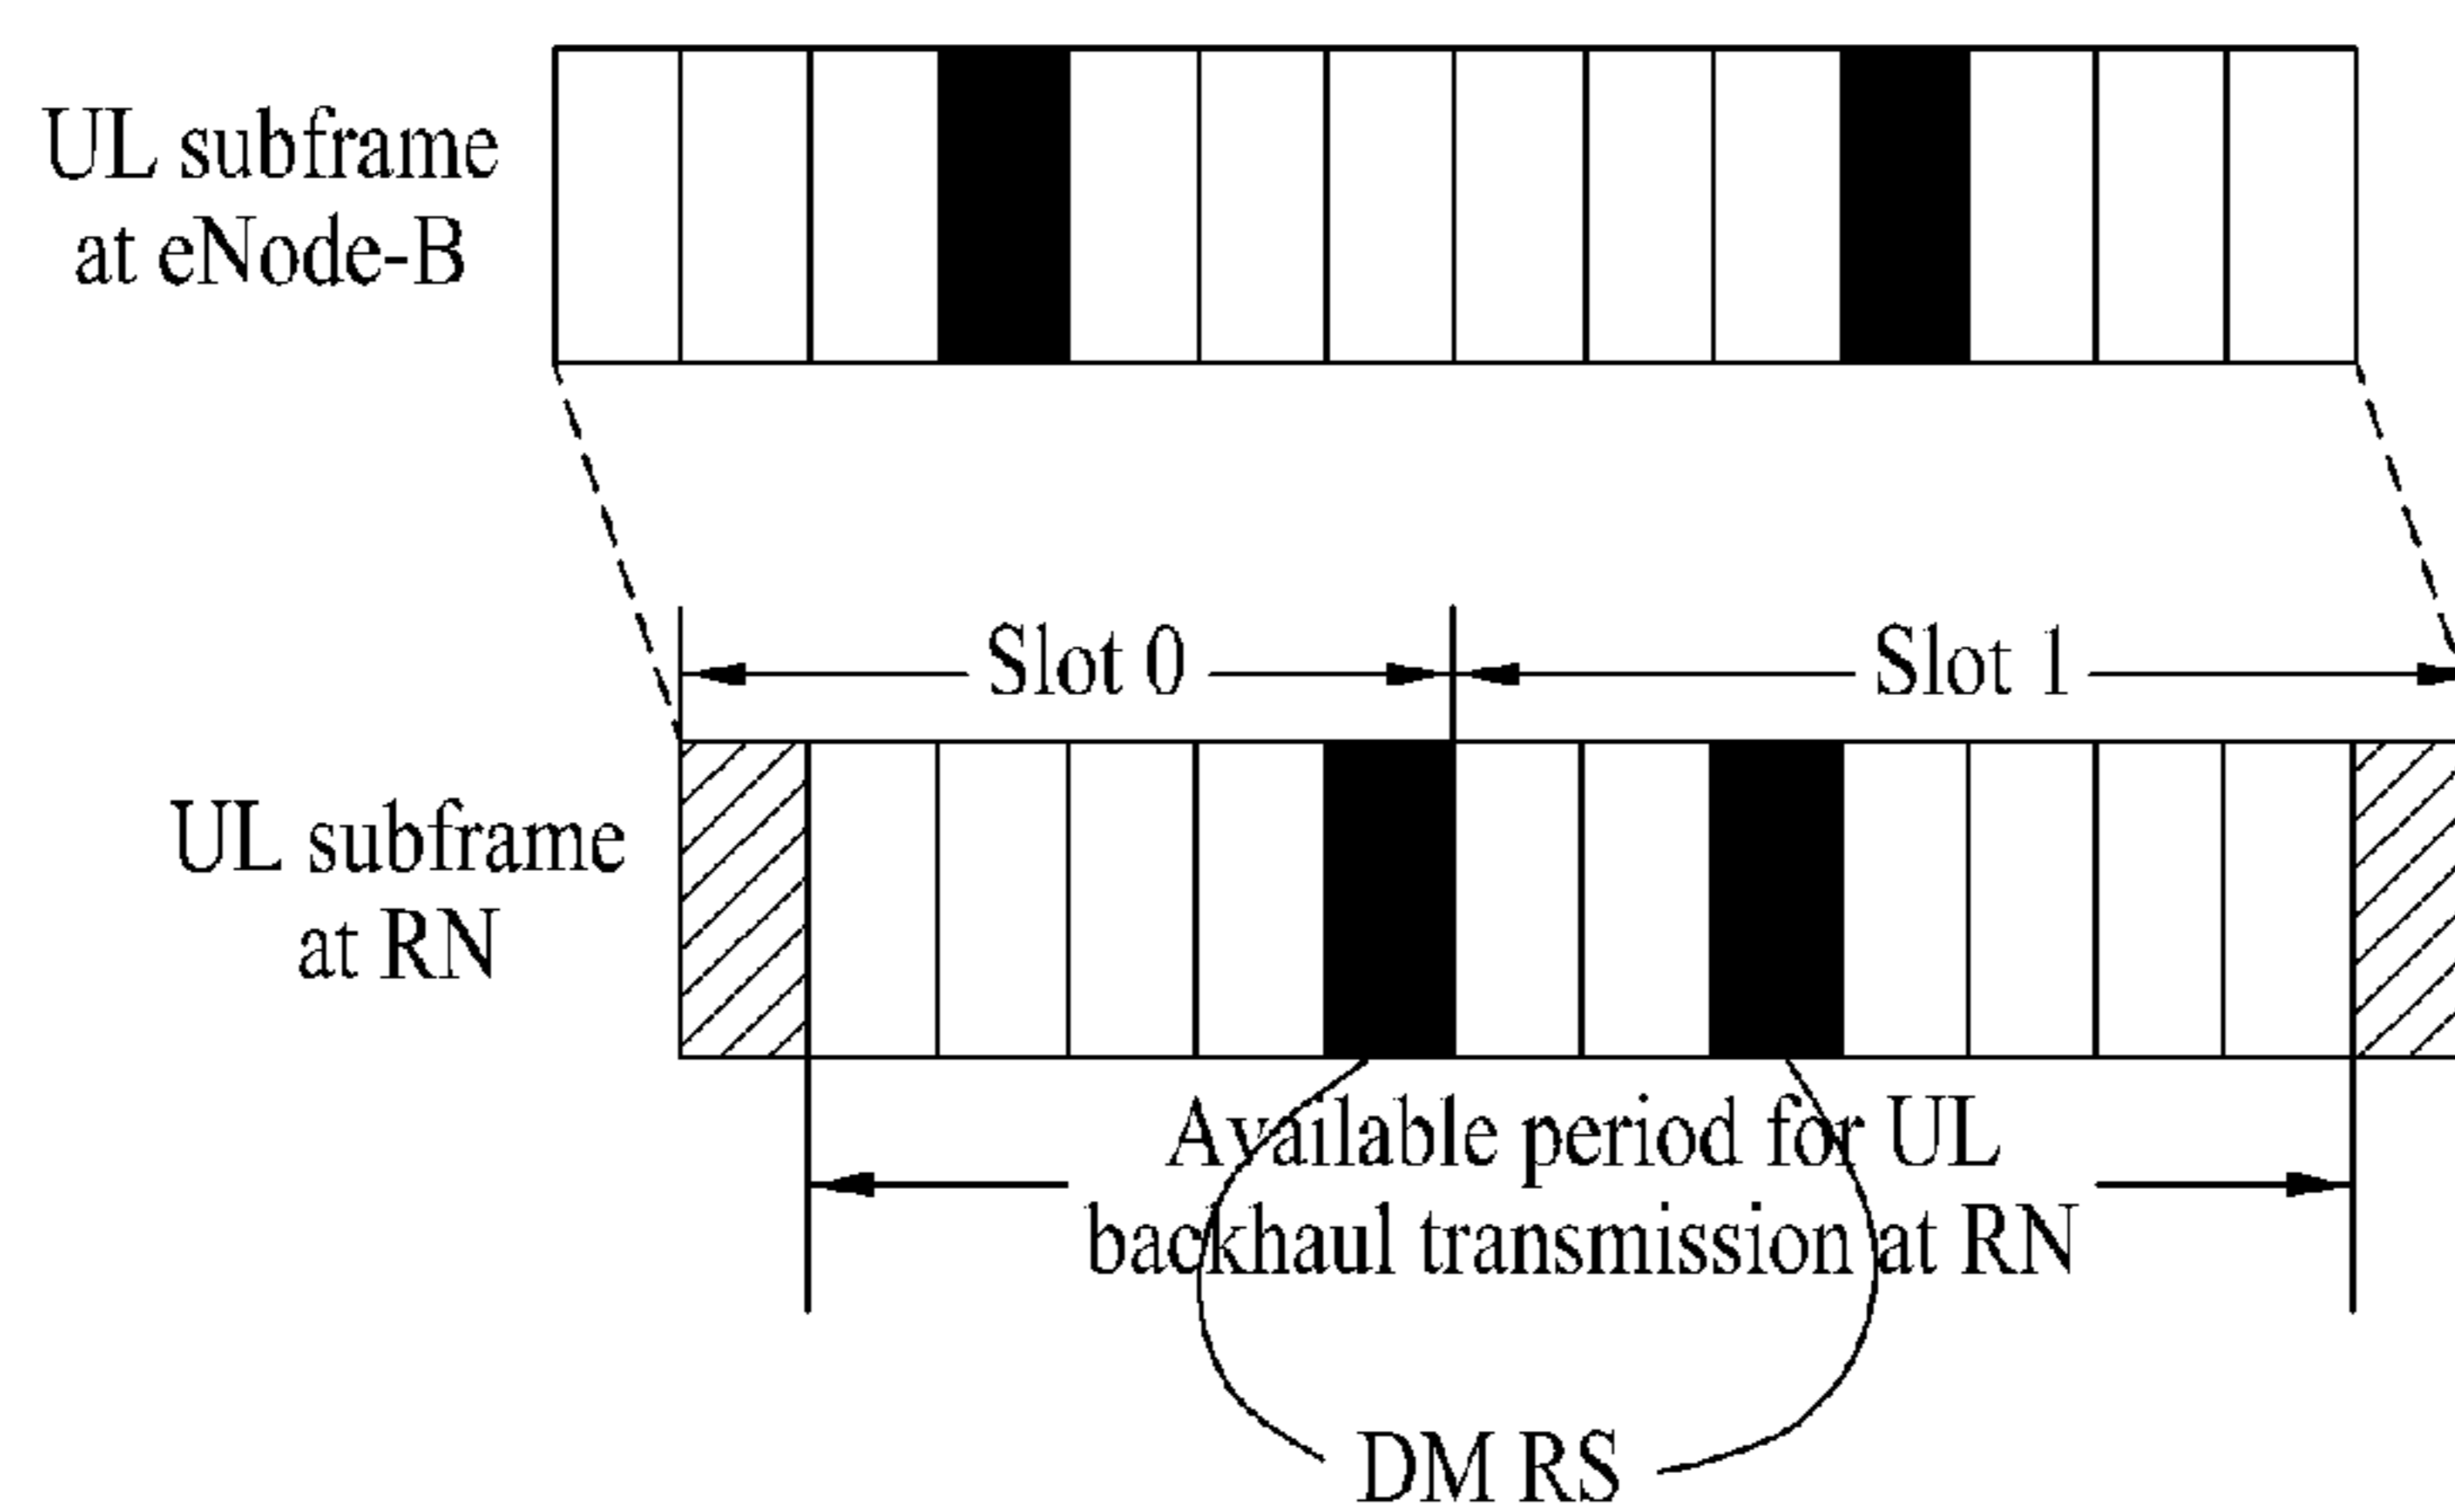 UL subframe
at eNode-B
Slot 0
Slot 1
UL subframe
at RN
Available period for UL
backhaul transmission at RN
DM RS